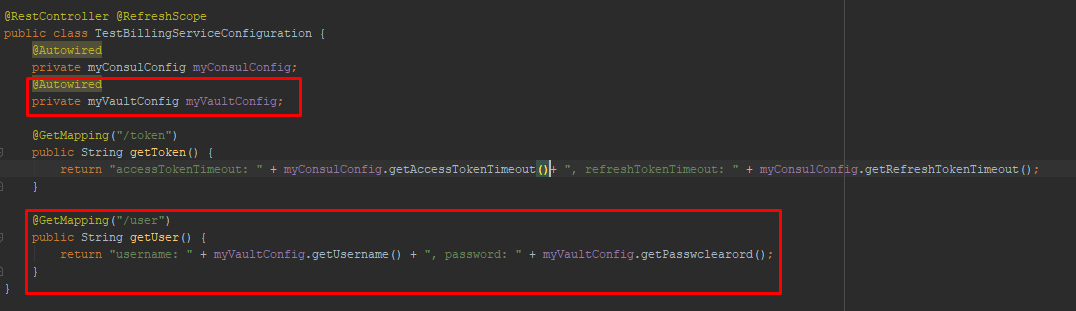 @RestController @RefreshScope
public class TestBillingServiceConfiguration {
@Autowired
private myConsulConfig myConsulConfig;
@Autowired
private myVaultConfig myVaultConfig;
@GetMapping("/token")
public String getToken() {
return "accessTokenTimeout: " + myConsulConfig.getAccessTokenTimeout()+ ", refreshTokenTimeout: " + myConsulConfig.getRefreshTokenTimeout();
}
@GetMapping("/user")
public String getUser() {
return "username: " + myVaultConfig.getUsername() + ", password: " + myVaultConfig.getPasswclearord();
}
}